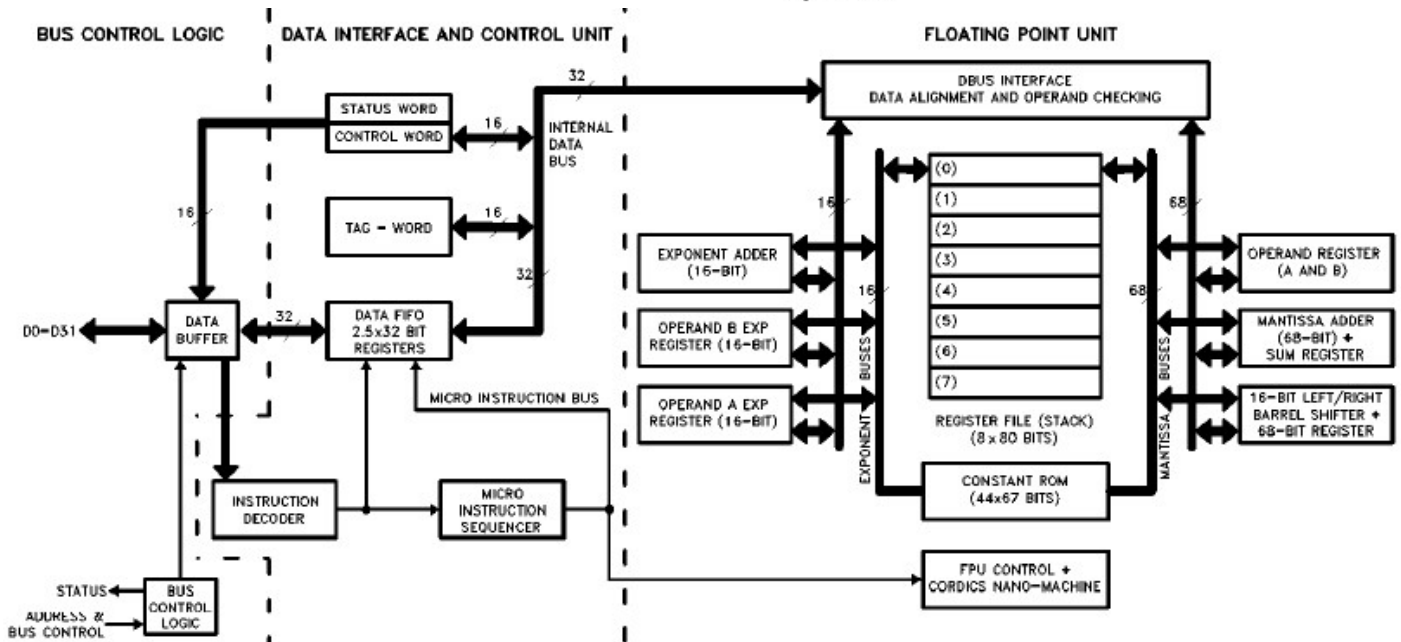 BUS CONTROL LOGIC
DATA INTERFACE AND CONTROL UNIT
FLOATING POINT UNIT
32
DBUS INTERFACE
DATA ALIGNMENT AND OPERAND CHECKING
STATUS WORD
CONTROL WORD
16
INTERNAL
DATA
BUS
16
TAG - WORD
16
32
(0)
(1)
(2)
(3)
(4)
(5)
(6)
(7)
16
68
EXPONENT ADDER
(16-BIT)
16
68
OPERAND REGISTER
(A AND B)
D0-D31
DATA
BUFFER
32
DATA FIFO
2.5x32 BIT
REGISTERS
OPERAND B EXP
REGISTER (16-BIT)
MANTISSA ADDER
(68-BIT) +
SUM REGISTER
MICRO INSTRUCTION BUS
OPERAND A EXP
REGISTER (16-BIT)
EXPONENT BUSES
REGISTER FILE (STACK)
(8 x 80 BITS)
MANTISSA BUSES
16-BIT LEFT/RIGHT
BARREL SHIFTER +
68-BIT REGISTER
INSTRUCTION
DECODER
MICRO
INSTRUCTION
SEQUENCER
CONSTANT ROM
(44x67 BITS)
STATUS
ADDRESS &
BUS CONTROL
BUS
CONTROL
LOGIC
FPU CONTROL +
CORDICS NANO-MACHINE